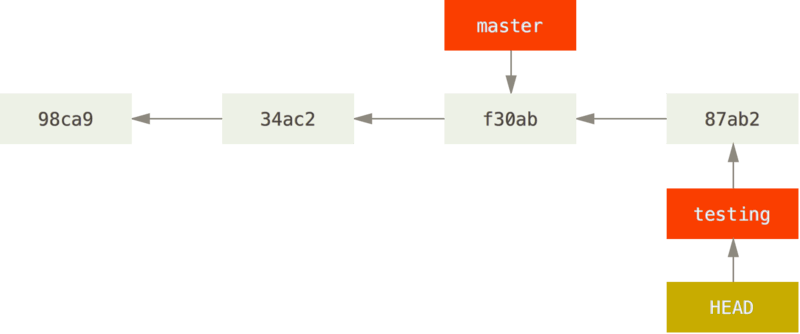 master
98ca9
34ac2
f30ab
87ab2
testing
HEAD